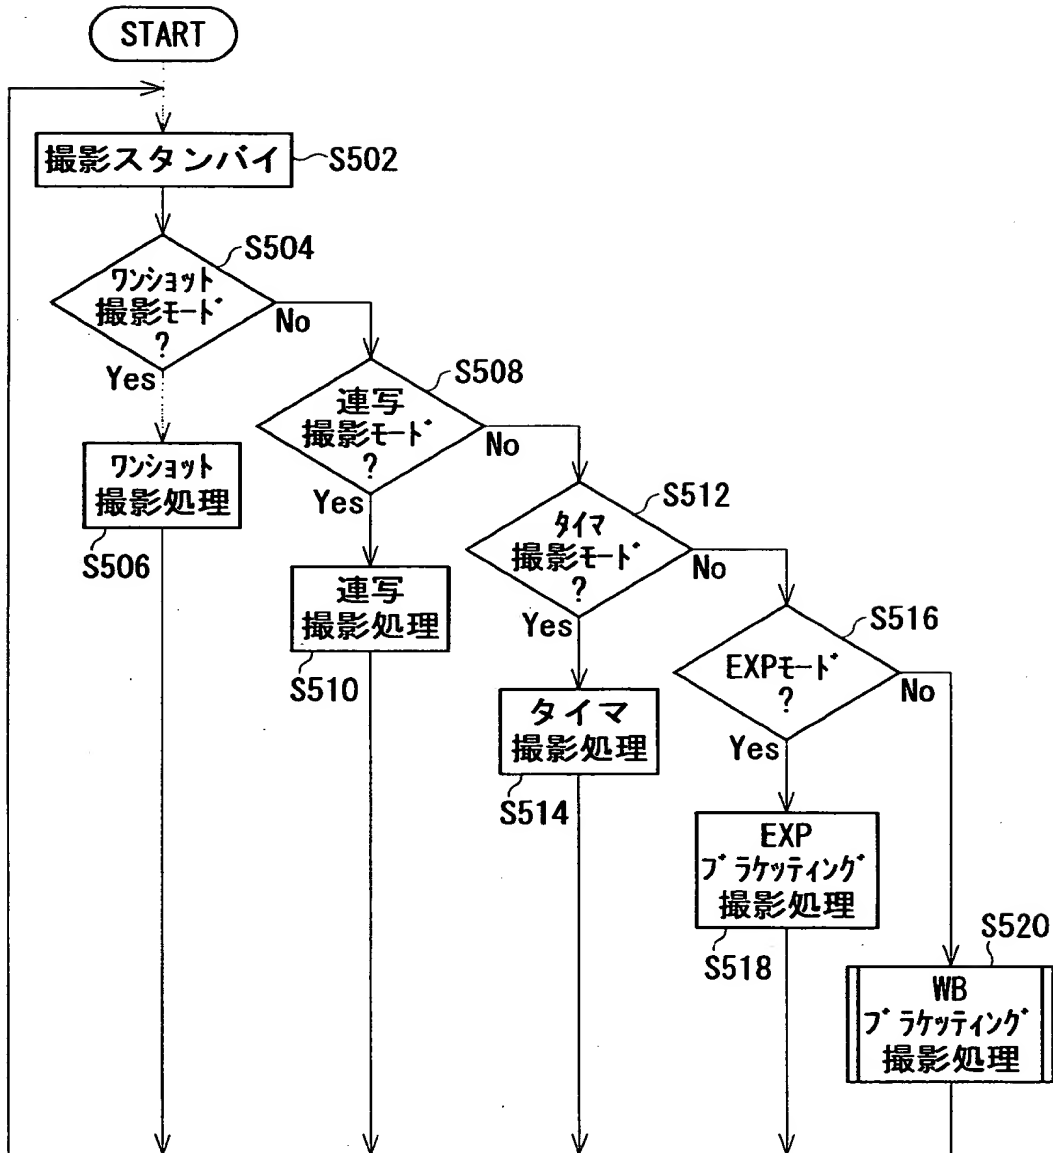 START
撮影スタンバイ
S502
S504
ワンショット
撮影モード
?
No
Yes
S508
連写
撮影モード
?
No
Yes
ワンショット
撮影処理
S506
S512
タイマ
撮影モード
?
No
Yes
連写
撮影処理
S510
S516
EXPモード
?
No
Yes
タイマ
撮影処理
S514
EXP
ブラケッティング
撮影処理
S518
S520
WB
ブラケッティング
撮影処理